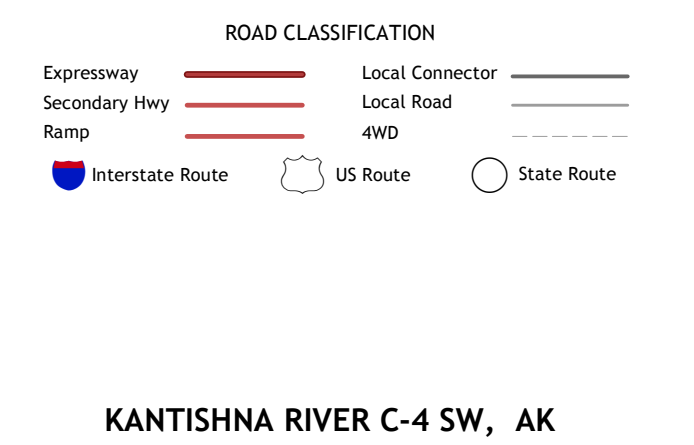 ROAD CLASSIFICATION
Expressway
Local Connector
Secondary Hwy
Local Road
Ramp
4WD
Interstate Route
US Route
State Route
KANTISHNA RIVER C-4 SW, AK